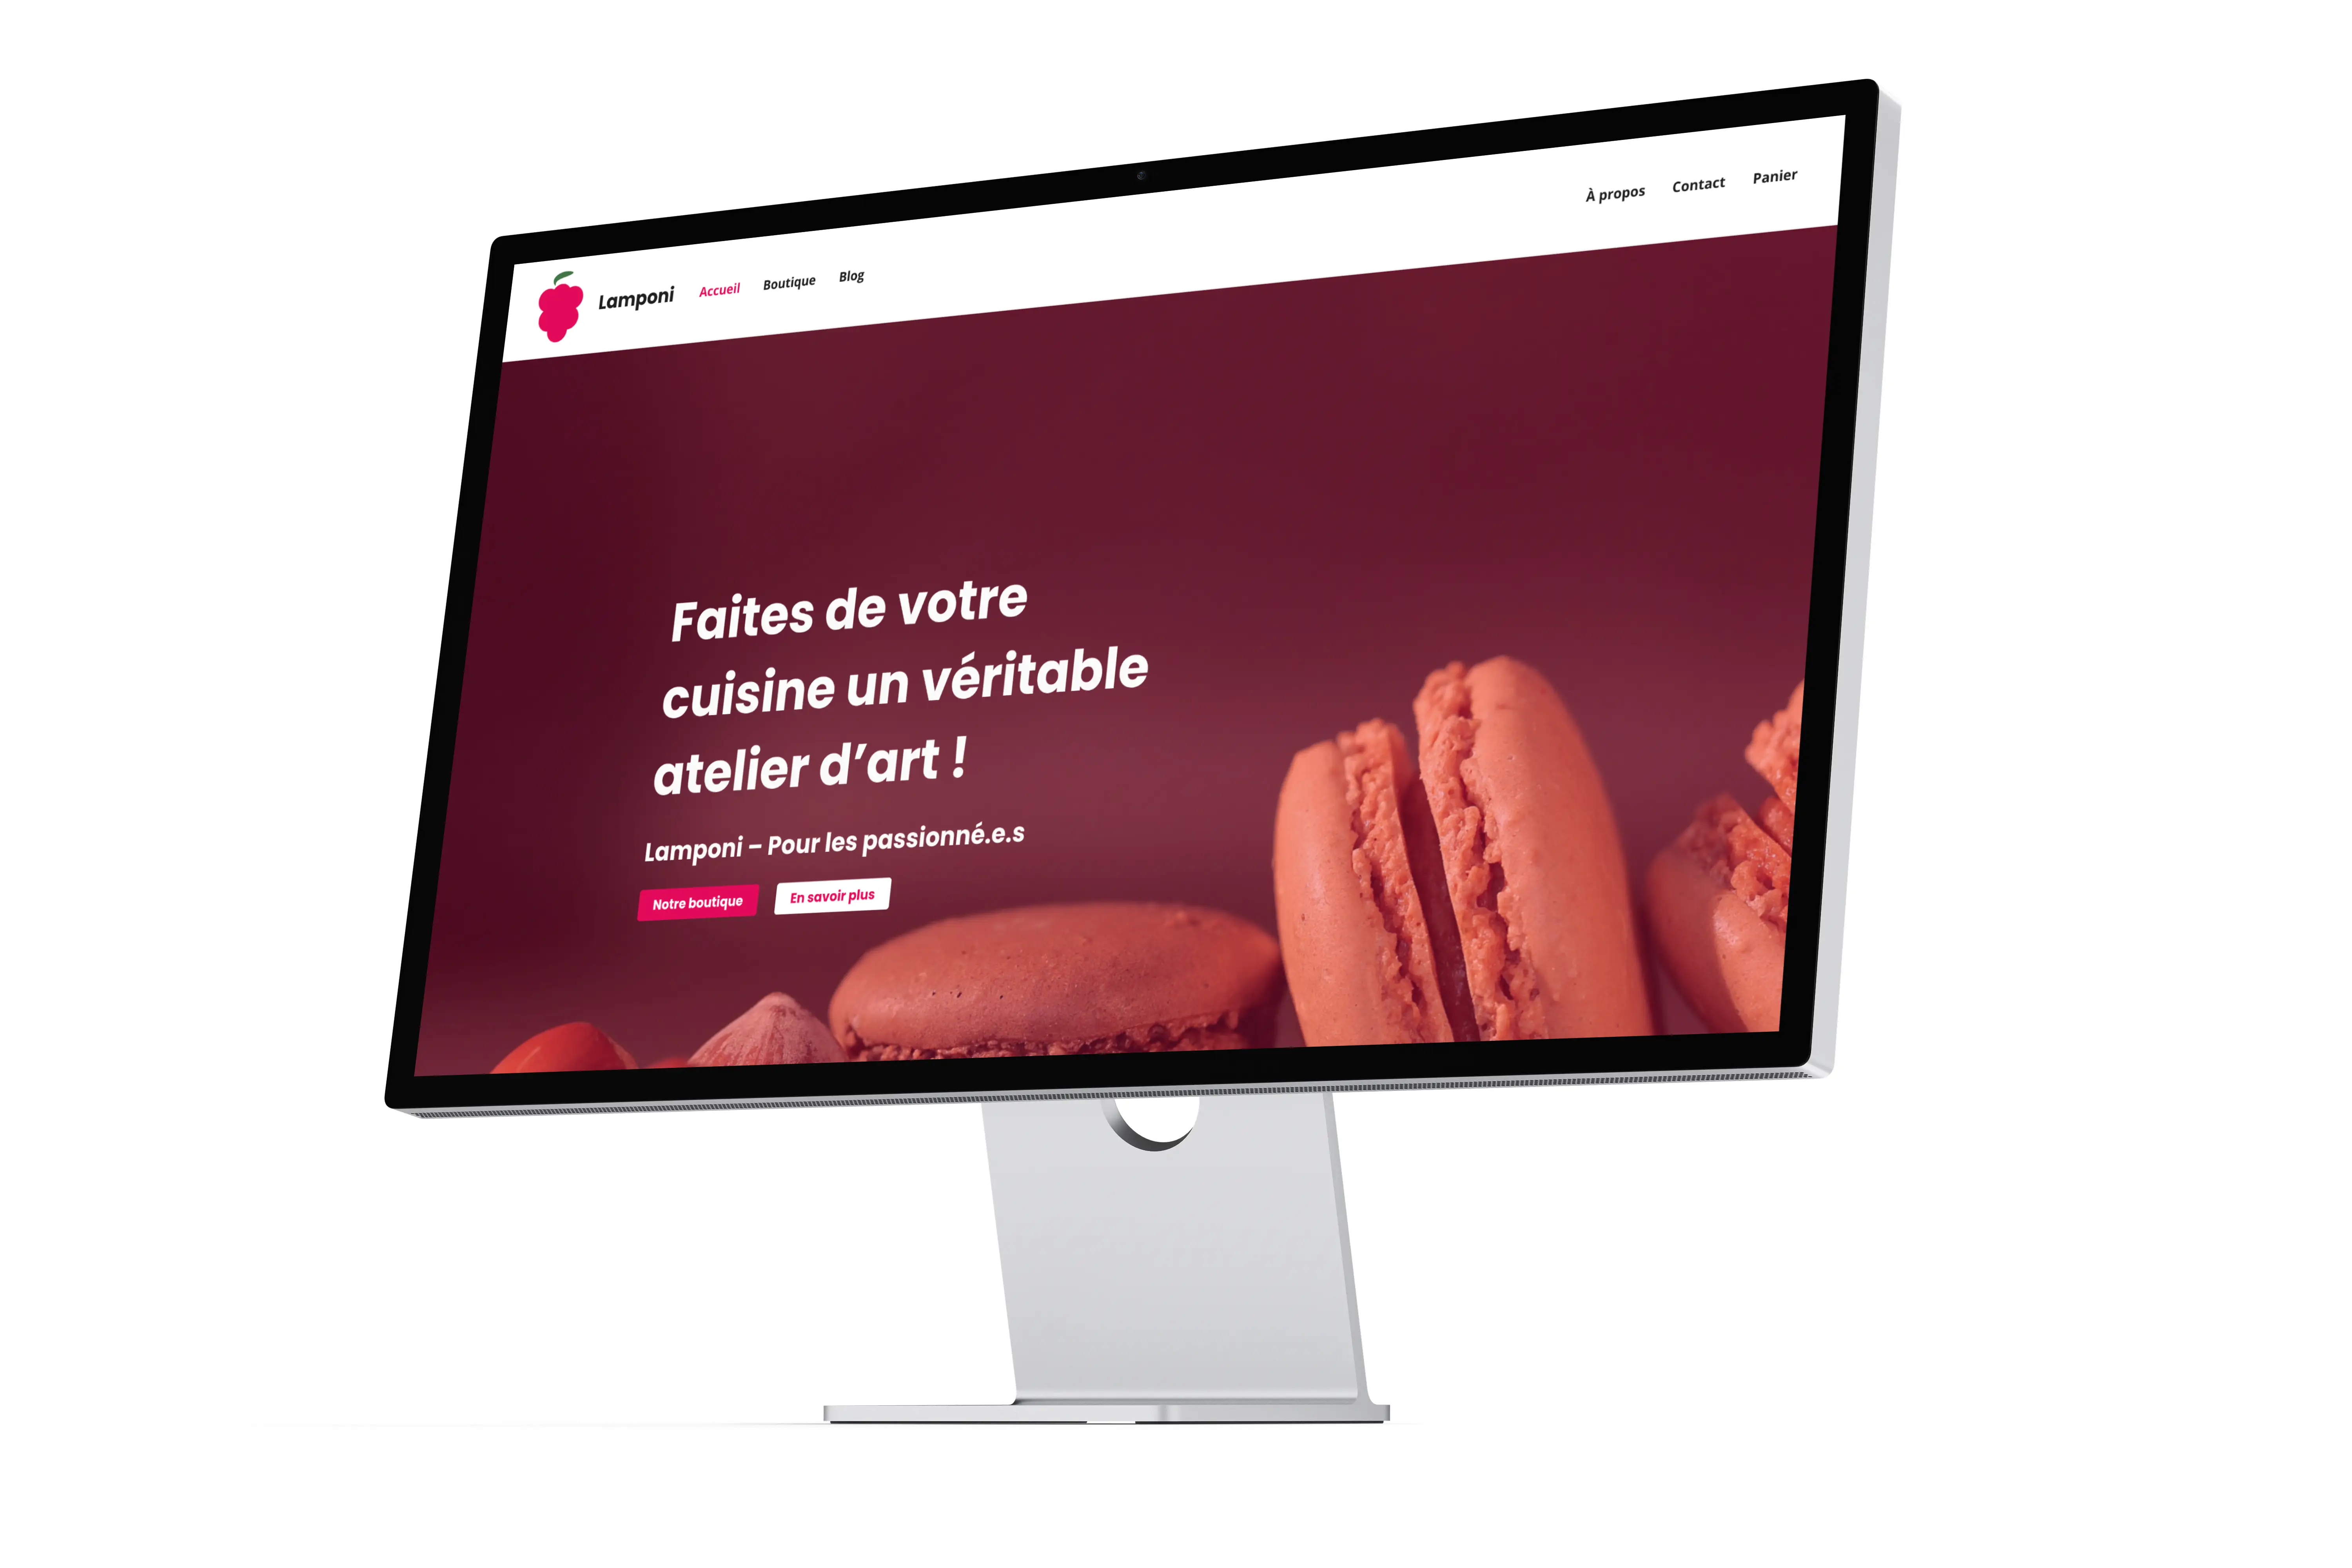 Lamponi
Accueil
Boutique
Blog
À propos
Contact
Panier
Faites de votre
cuisine un véritable
atelier d’art !
Lamponi – Pour les passionné.e.s
Notre boutique
En savoir plus